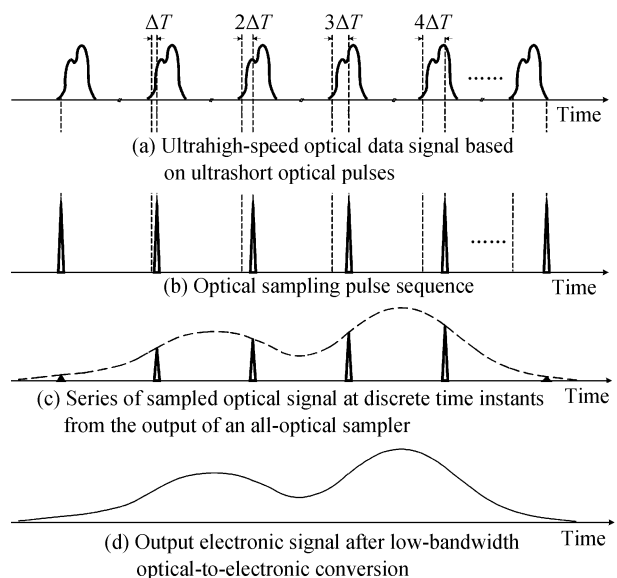 ΔT 2ΔT 3ΔT 4ΔT
......
Time
(a) Ultrahigh-speed optical data signal based
on ultrashort optical pulses
......
Time
(b) Optical sampling pulse sequence
Time
(c) Series of sampled optical signal at discrete time instants
from the output of an all-optical sampler
Time
(d) Output electronic signal after low-bandwidth
optical-to-electronic conversion